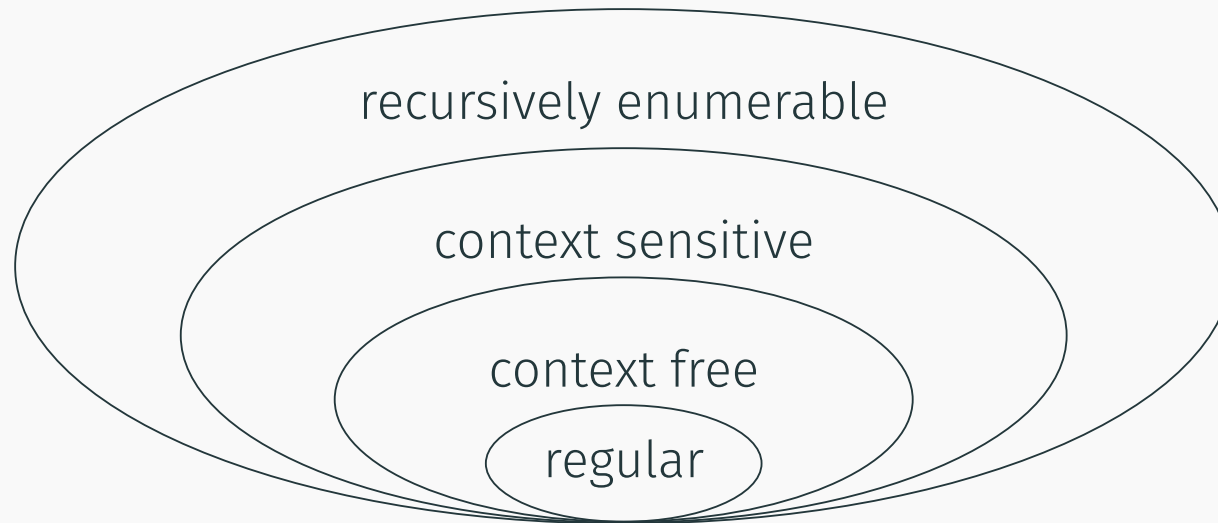 recursively enumerable
context sensitive
context free
regular